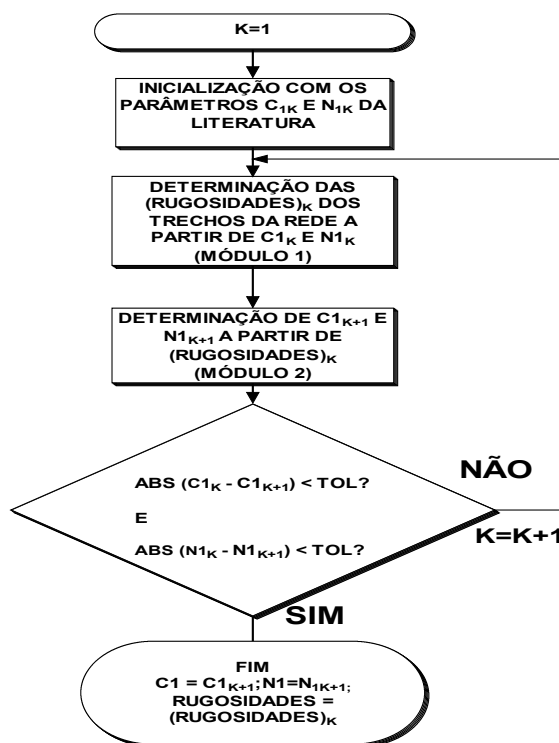 K=1
INICIALIZAÇÃO COM OS
PARÂMETROS C1K E N1K DA
LITERATURA
DETERMINAÇÃO DAS
(RUGOSIDADES)K DOS
TRECHOS DA REDE A
PARTIR DE C1K E N1K
(MÓDULO 1)
DETERMINAÇÃO DE C1K+1 E
N1K+1 A PARTIR DE
(RUGOSIDADES)K
(MÓDULO 2)
ABS (C1K - C1K+1) < TOL?
E
ABS (N1K - N1K+1) < TOL?
NÃO
K=K+1
SIM
FIM
C1 = C1K+1; N1=N1K+1;
RUGOSIDADES =
(RUGOSIDADES)K